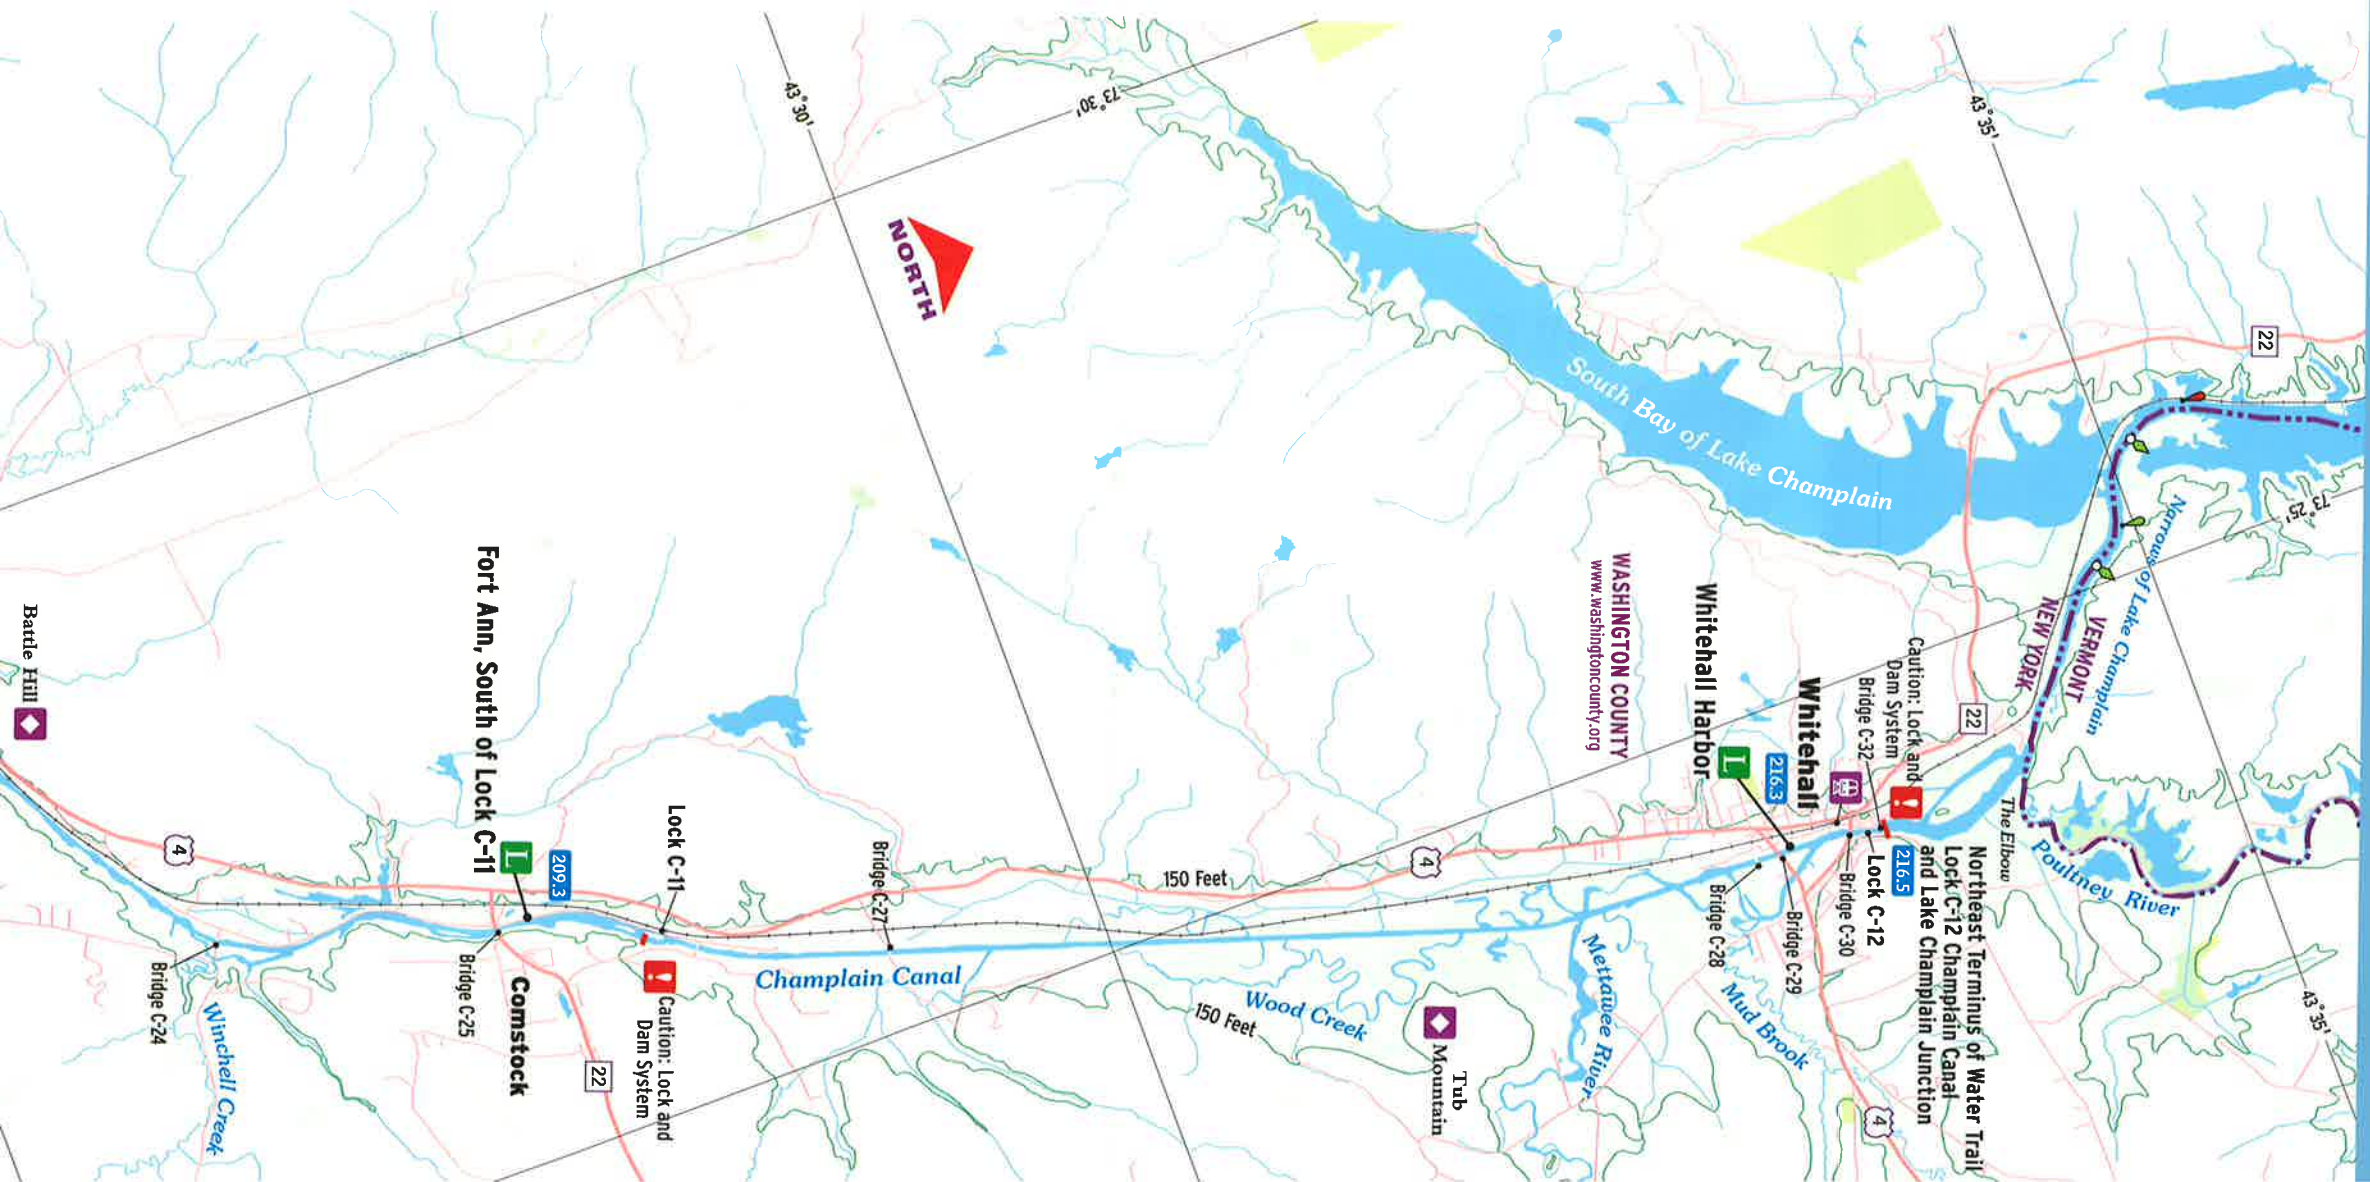 43°30'
73°30'
43°35'
NORTH
22
South Bay of Lake Champlain
73°25'
Narrows of Lake Champlain
NEW YORK
VERMONT
WASHINGTON COUNTY
www.washingtoncounty.org
Whitehall Harbor
L
216.3
Whitehall
Caution: Lock and
Dam System
Bridge C-32
22
!
The Elbow
Poultney River
216.5
Northeast Terminus of Water Trail
Lock C-12 Champlain Canal
and Lake Champlain Junction
Lock C-12
Bridge C-30
Bridge C-29
Bridge C-28
43°35'
Battle Hill
Fort Ann, South of Lock C-11
L
209.3
Lock C-11
Bridge C-27
150 Feet
4
4
Champlain Canal
!
Caution: Lock and
Dam System
Comstock
Bridge C-25
Bridge C-24
Winchell Creek
22
150 Feet
Wood Creek
Tub
Mountain
Mettawee River
Mud Brook
4